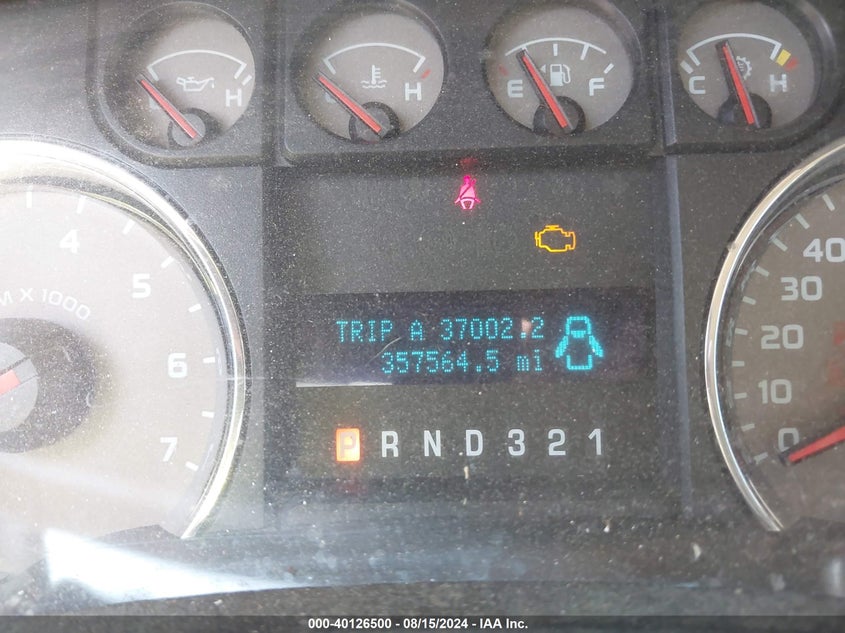 H
H
E F
C H
4
5
6
7
M X 1000
TRIP A 37002.2
357564.5 mi
P R N D 3 2 1
40
30
20
10
0
000-40126500 - 08/15/2024 - IAA Inc.